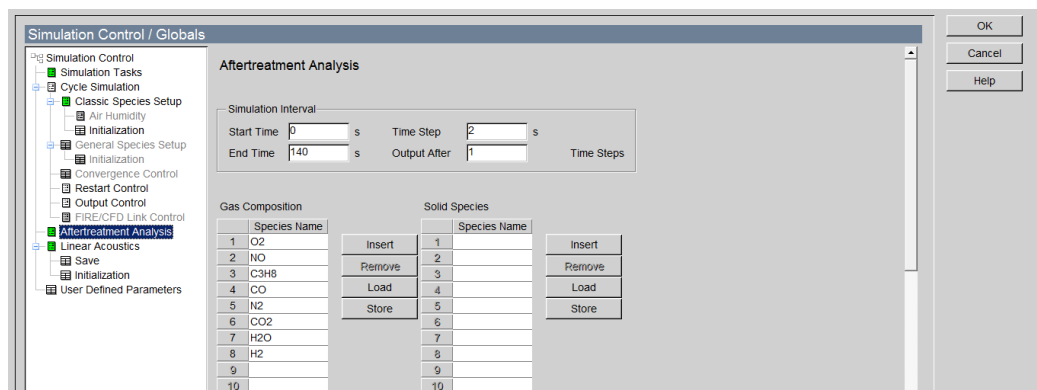 Simulation Control / Globals
OK
Cancel
Help
Simulation Control
Simulation Tasks
Cycle Simulation
Classic Species Setup
Air Humidity
Initialization
General Species Setup
Initialization
Convergence Control
Restart Control
Output Control
FIRE/CFD Link Control
Aftertreatment Analysis
Linear Acoustics
Save
Initialization
User Defined Parameters
Aftertreatment Analysis
Simulation Interval
Start Time 0 s Time Step 2 s
End Time 140 s Output After 1 Time Steps
Gas Composition Solid Species
Species Name
1 O2
2 NO
3 C3H8
4 CO
5 N2
6 CO2
7 H2O
8 H2
9
10
Insert
Remove
Load
Store
Species Name
1
2
3
4
5
6
7
8
9
10
Insert
Remove
Load
Store